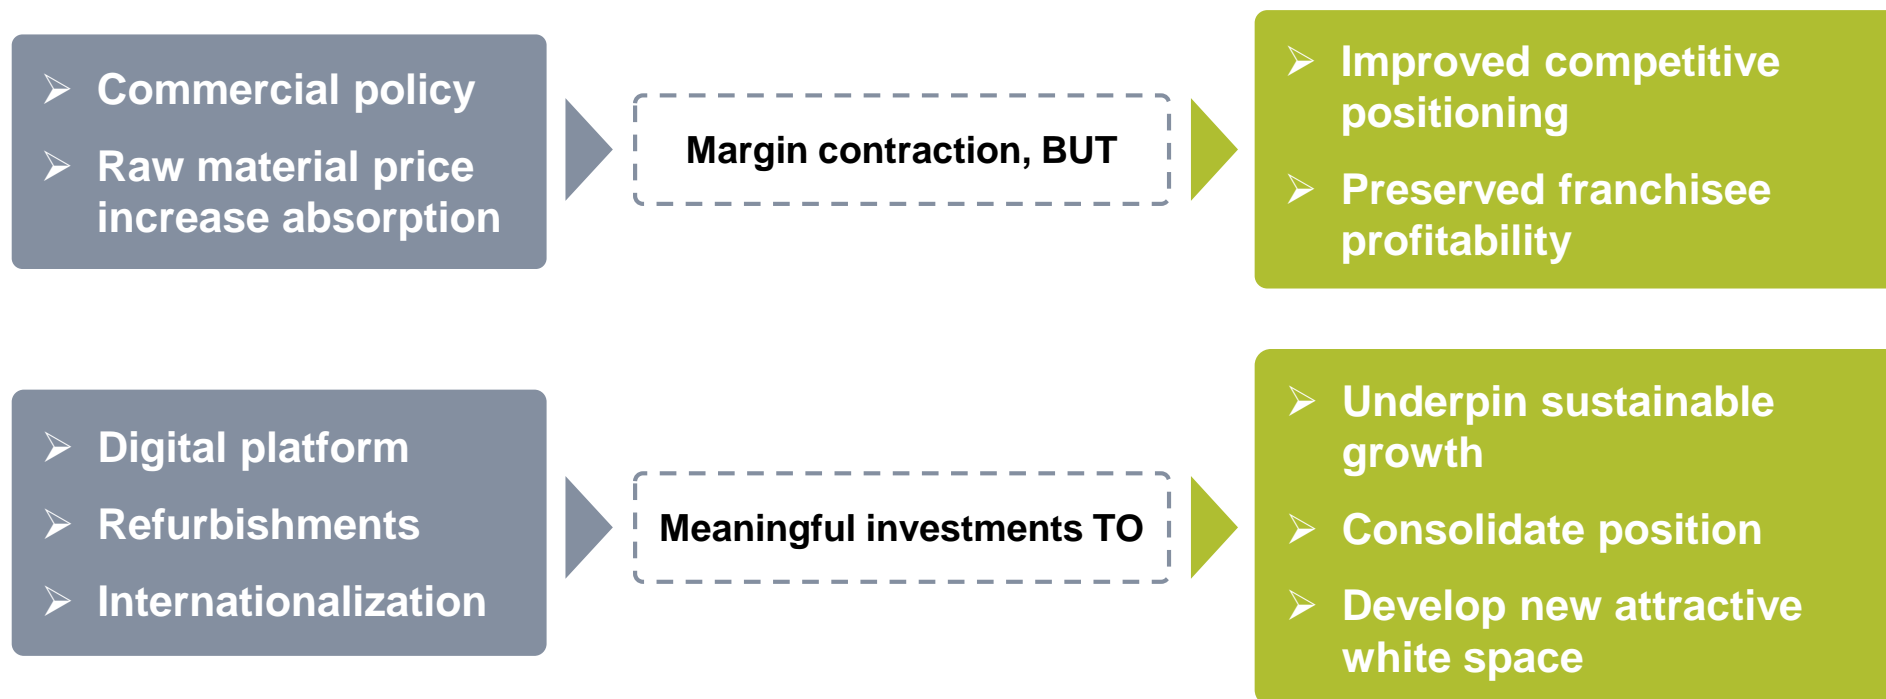 ➢ Commercial policy
➢ Raw material price
increase absorption
Margin contraction, BUT
➢ Improved competitive
positioning
➢ Preserved franchisee
profitability
➢ Digital platform
➢ Refurbishments
➢ Internationalization
Meaningful investments TO
➢ Underpin sustainable
growth
➢ Consolidate position
➢ Develop new attractive
white space